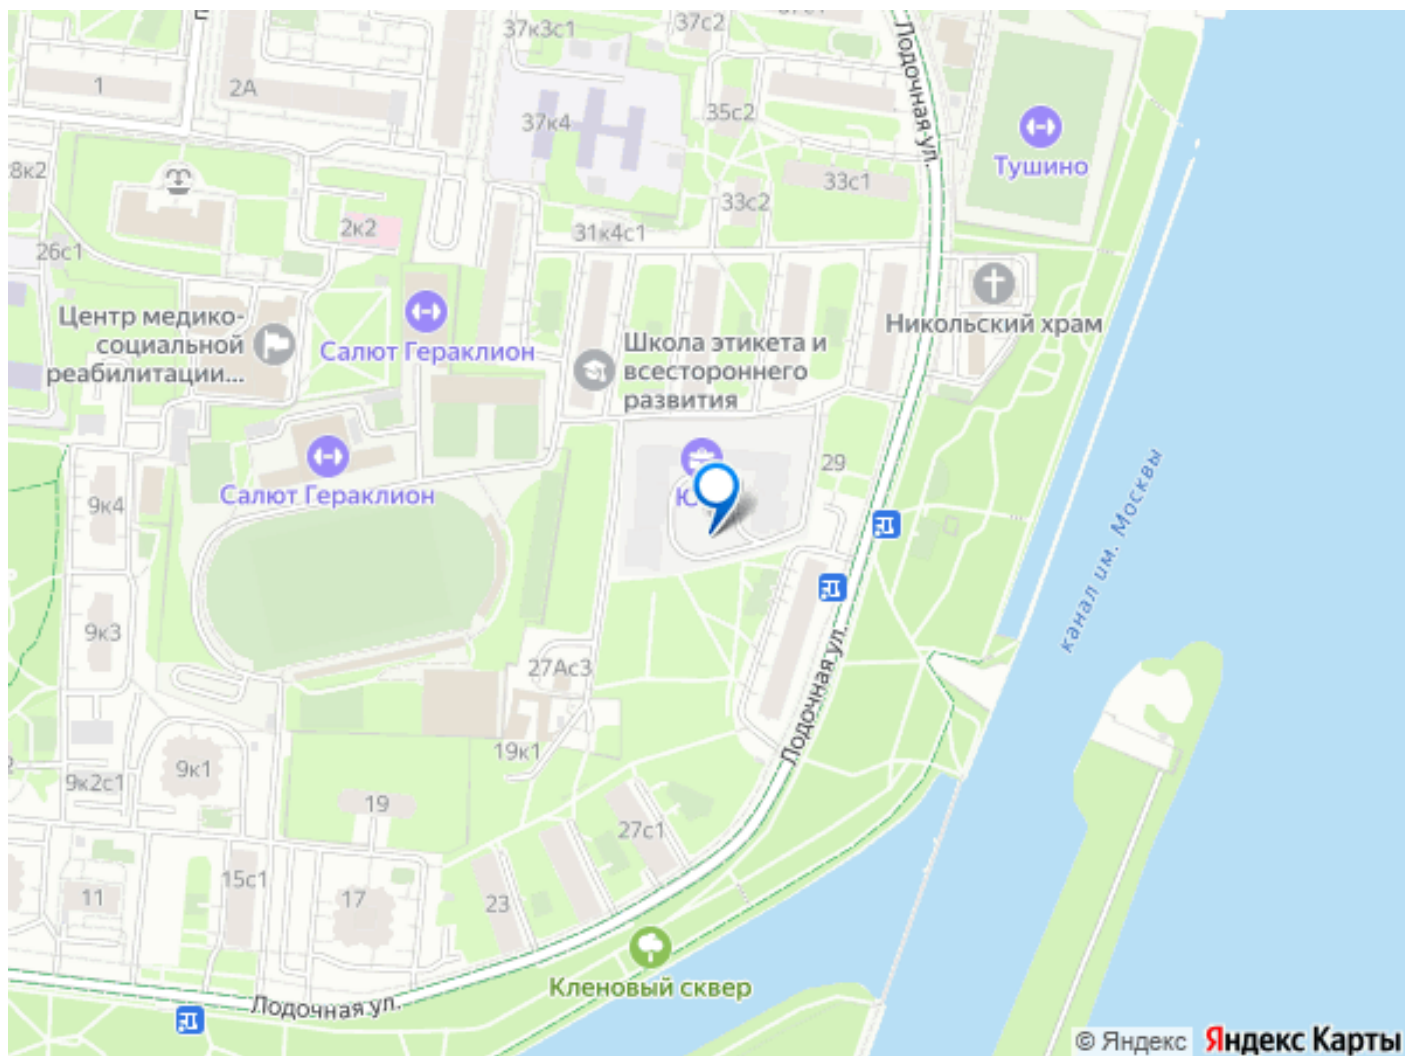 37к3с1
37с2
Лодочная ул.
1
2А
37к4
35с2
Тушино
8к2
33с1
33с2
2к2
31к4с1
26с1
Никольский храм
Центр медико-
социальной
реабилитации...
Салют Гераклион
Школа этикета и
всестороннего
развития
29
9к4
Салют Гераклион
канал им. Москвы
9к3
27Ас3
Лодочная ул.
19к1
9к1
9к2с1
19
27с1
15с1
11
17
23
Кленовый сквер
Лодочная ул.
© Яндекс Яндекс Карты